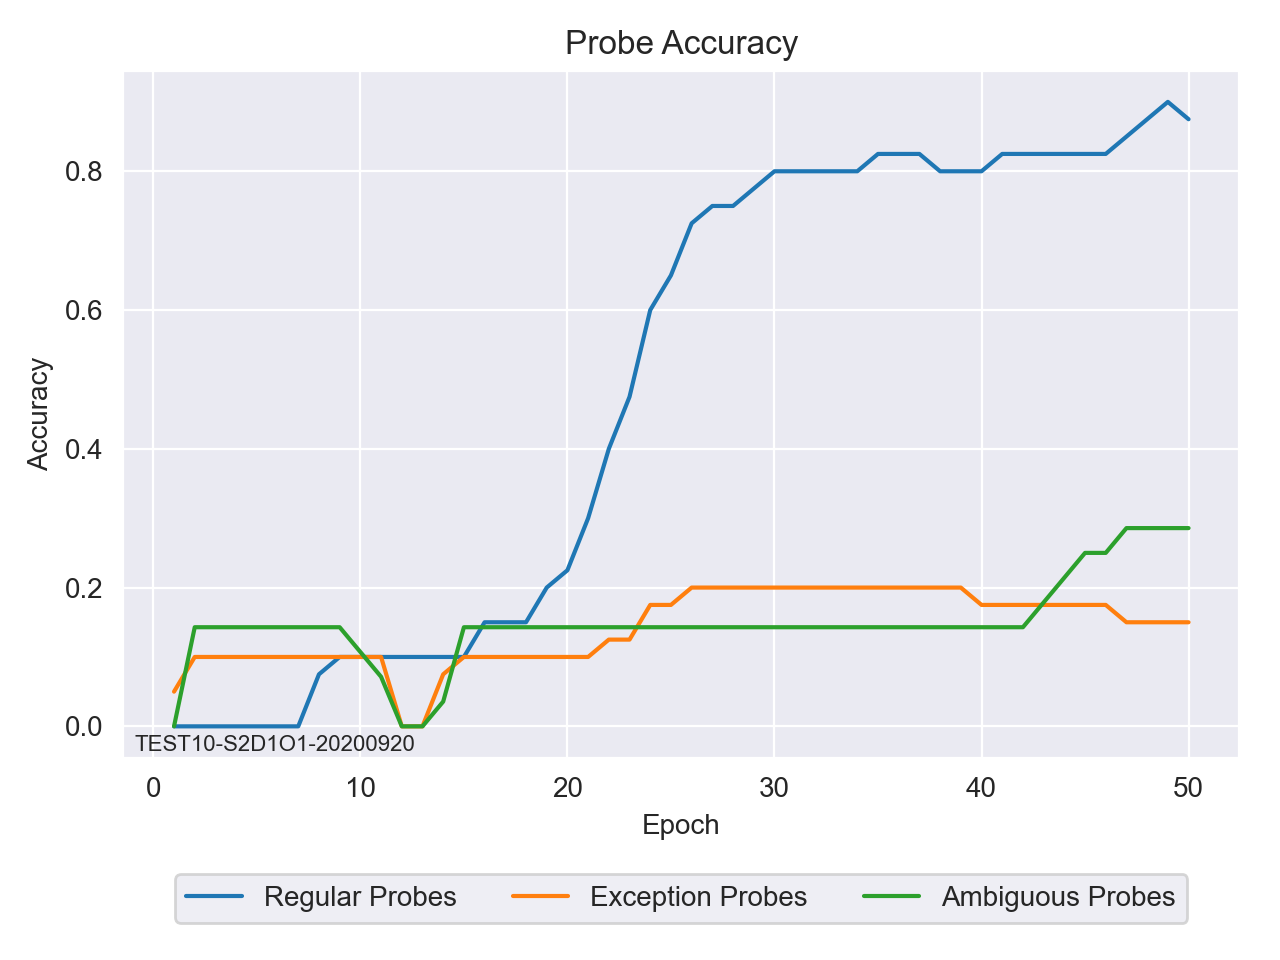 Probe Accuracy
Accuracy
0.8
0.6
0.4
0.2
0.0
TEST10-S2D1O1-20200920
0 10 20 30 40 50
Epoch
Regular Probes Exception Probes Ambiguous Probes